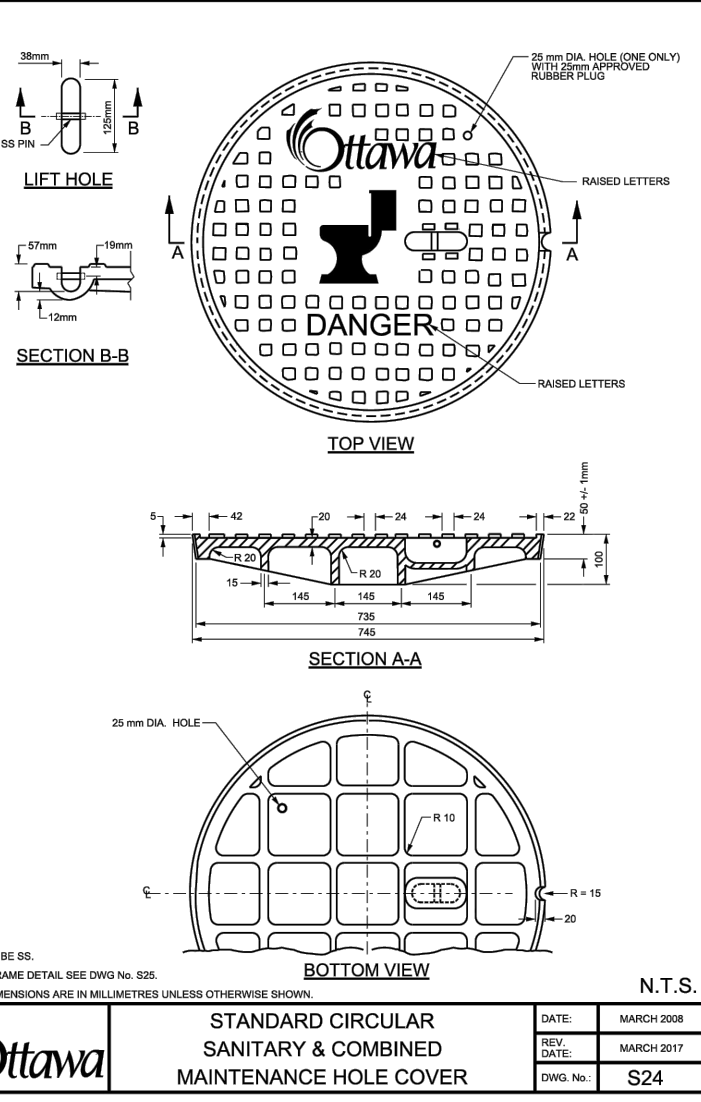 38mm
125mm
B
B
SS PIN
LIFT HOLE
57mm
19mm
12mm
SECTION B-B
25 mm DIA. HOLE (ONE ONLY)
WITH 25mm APPROVED
RUBBER PLUG
Ottawa
RAISED LETTERS
A
A
DANGER
RAISED LETTERS
TOP VIEW
5
42
20
24
24
50 +/- 1mm
22
100
R 20
R 20
15
145
145
145
735
745
SECTION A-A
25 mm DIA. HOLE
R 10
R = 15
20
BOTTOM VIEW
BE SS.
RAME DETAIL SEE DWG No. S25.
MENSIONS ARE IN MILLIMETRES UNLESS OTHERWISE SHOWN.
N.T.S.
Ottawa
STANDARD CIRCULAR
SANITARY & COMBINED
MAINTENANCE HOLE COVER
DATE: MARCH 2008
REV. DATE: MARCH 2017
DWG. No.: S24